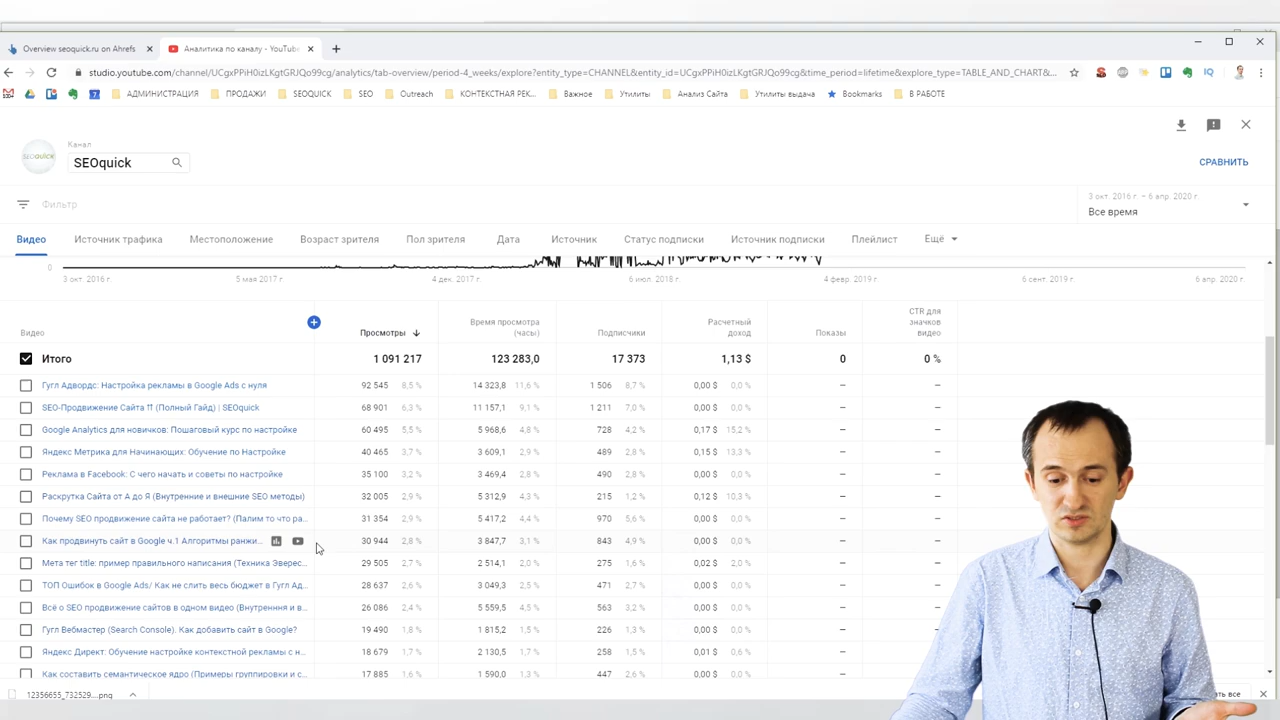 Overview seoquick.ru on Ahrefs
Аналитика по каналу - YouTub
studio.youtube.com/channel/UCgxPPiH0izLKgtGRJQo99cg/analytics/tab-overview/period-4_weeks/explore?entity_type=CHANNEL&entity_id=UCgxPPiH0izLKgtGRJQo99cg&time_period=lifetime&explore_type=TABLE_AND_CHART&...
АДМИНИСТРАЦИЯ ПРОДАЖИ SEOQUICK SEO Outreach КОНТЕКСТНАЯ РЕК... Важное Утилиты Анализ Сайта Утилиты выдача Bookmarks В РАБОТЕ
Канал
SEOquick
СРАВНИТЬ
Фильтр
3 окт. 2016 г. – 6 апр. 2020 г.
Все время
Видео Источник трафика Местоположение Возраст зрителя Пол зрителя Дата Источник Статус подписки Источник подписки Плейлист Ещё
0
3 окт. 2016 г. 5 мая 2017 г. 4 дек. 2017 г. 6 июл. 2018 г. 4 февр. 2019 г. 6 сент. 2019 г. 6 апр. 2020 г.
Видео Просмотры Время просмотра (часы) Подписчики Расчетный доход Показы CTR для значков видео
Итого 1 091 217 123 283,0 17 373 1,13 $ 0 0 %
Гугл Адвордс: Настройка рекламы в Google Ads с нуля 92 545 8,5 % 14 323,8 11,6 % 1 506 8,7 % 0,00 $ 0,0 % – –
SEO-Продвижение Сайта ⇈ (Полный Гайд) | SEOquick 68 901 6,3 % 11 157,1 9,1 % 1 211 7,0 % 0,00 $ 0,0 % – –
Google Analytics для новичков: Пошаговый курс по настройке 60 495 5,5 % 5 968,6 4,8 % 728 4,2 % 0,17 $ 15,2 % – –
Яндекс Метрика для Начинающих: Обучение по Настройке 40 465 3,7 % 3 609,1 2,9 % 489 2,8 % 0,15 $ 13,3 % – –
Реклама в Facebook: С чего начать и советы по настройке 35 100 3,2 % 3 469,4 2,8 % 490 2,8 % 0,00 $ 0,0 % – –
Раскрутка Сайта от А до Я (Внутренние и внешние SEO методы) 32 005 2,9 % 5 312,9 4,3 % 215 1,2 % 0,12 $ 10,3 % – –
Почему SEO продвижение сайта не работает? (Палим то что ра... 31 354 2,9 % 5 417,2 4,4 % 970 5,6 % 0,00 $ 0,0 % – –
Как продвинуть сайт в Google ч.1 Алгоритмы ранжи... 30 944 2,8 % 3 847,7 3,1 % 843 4,9 % 0,02 $ 2,0 % – –
Мета тег title: пример правильного написания (Техника Эверес... 29 505 2,7 % 2 514,1 2,0 % 275 1,6 % 0,02 $ 2,0 % – –
ТОП Ошибок в Google Ads/ Как не слить весь бюджет в Гугл Ад... 28 637 2,6 % 3 049,3 2,5 % 471 2,7 % 0,00 $ 0,0 % – –
Всё о SEO продвижение сайтов в одном видео (Внутренння и в... 26 086 2,4 % 5 559,5 4,5 % 563 3,2 % 0,00 $ 0,0 % – –
Гугл Вебмастер (Search Console). Как добавить сайт в Google? 19 490 1,8 % 1 815,2 1,5 % 226 1,3 % 0,00 $ 0,0 % – –
Яндекс Директ: Обучение настройке контекстной рекламы с н... 18 679 1,7 % 2 130,5 1,7 % 258 1,5 % 0,01 $ 0,6 % – –
Как составить семантическое ядро (Примеры группировки и с... 17 885 1,6 % 1 590,0 1,3 % 447 2,6 % 0,00 $ 0,0 %
12356655_732529....png
все